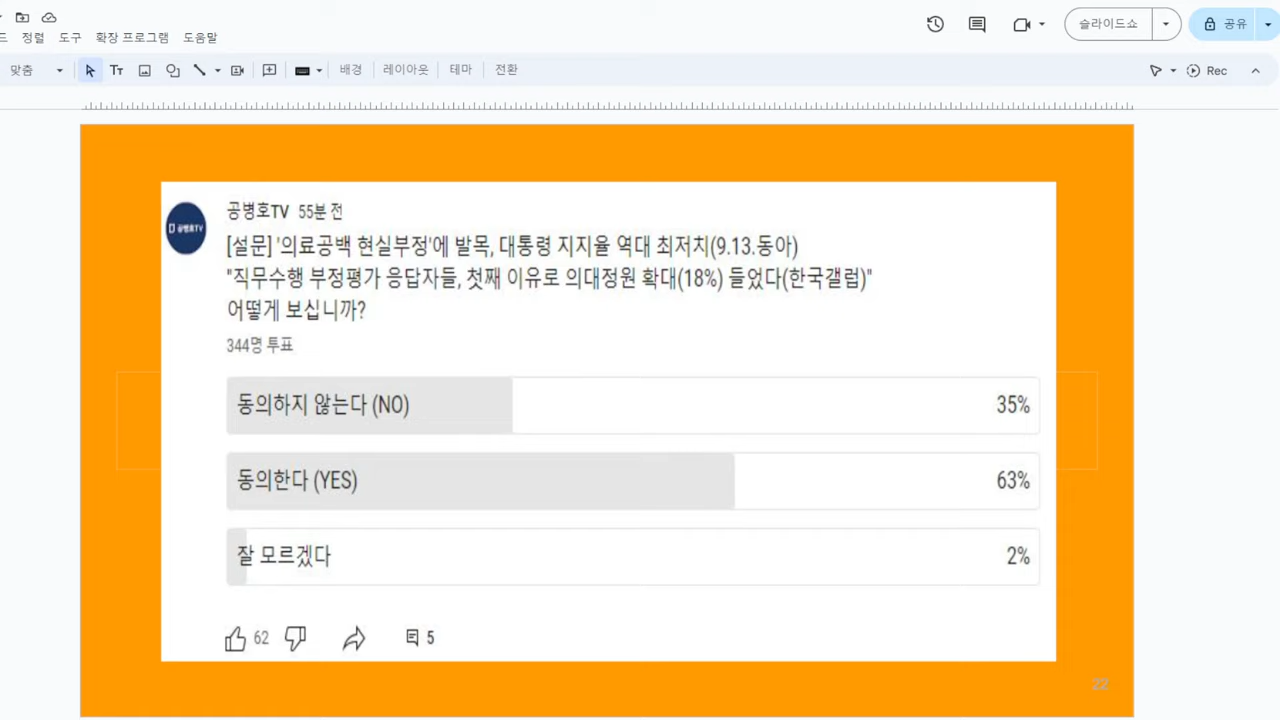 정렬 도구 확장 프로그램 도움말
슬라이드쇼
공유
맞춤
배경 레이아웃 테마 전환
Rec
공병호TV
공병호TV 55분 전
[설문] '의료공백 현실부정'에 발목, 대통령 지지율 역대 최저치(9.13.동아)
"직무수행 부정평가 응답자들, 첫째 이유로 의대정원 확대(18%) 들었다(한국갤럽)"
어떻게 보십니까?
344명 투표
동의하지 않는다 (NO) 35%
동의한다 (YES) 63%
잘 모르겠다 2%
62 5
22